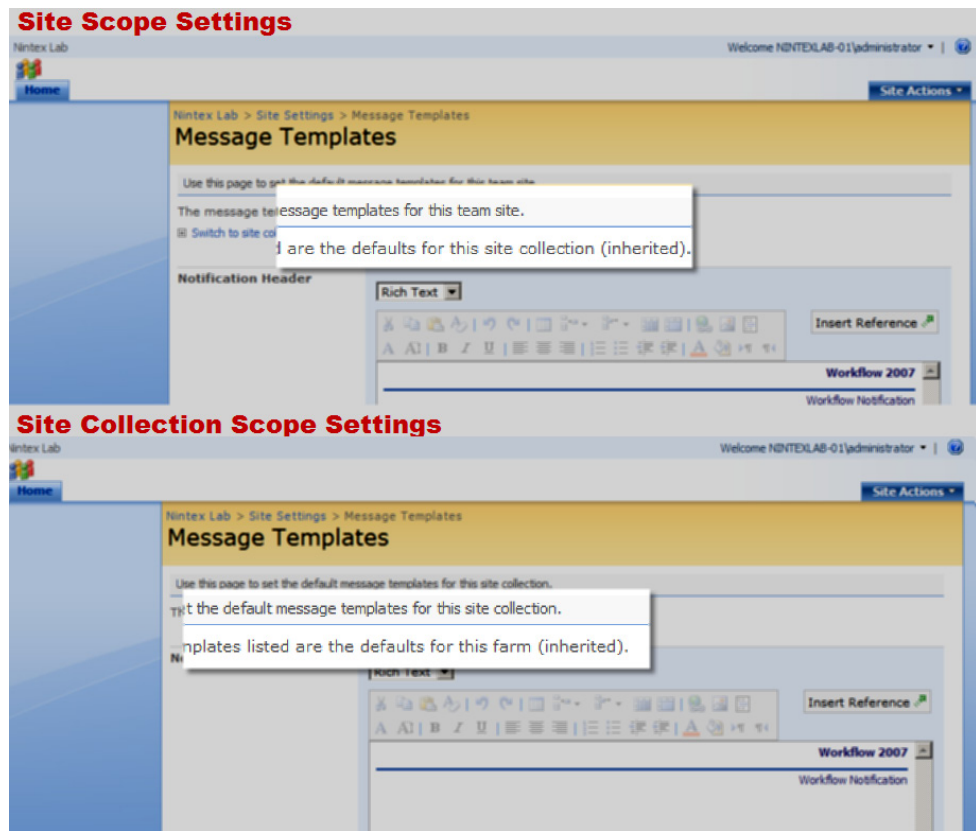 Site Scope Settings
Nintex Lab
Welcome NINTEXLAB-01\administrator
Home
Site Actions
Nintex Lab > Site Settings > Message Templates
Message Templates
Use this page to set the default message templates for this team site.
The message te
essage templates for this team site.
Switch to site co
are the defaults for this site collection (inherited).
Notification Header
Rich Text
Insert Reference
Workflow 2007
Workflow Notification
Site Collection Scope Settings
intex Lab
Welcome NINTEXLAB-01\administrator
Home
Site Actions
Nintex Lab > Site Settings > Message Templates
Message Templates
Use this page to set the default message templates for this site collection.
t the default message templates for this site collection.
nplates listed are the defaults for this farm (inherited).
Rich Text
Insert Reference
Workflow 2007
Workflow Notification